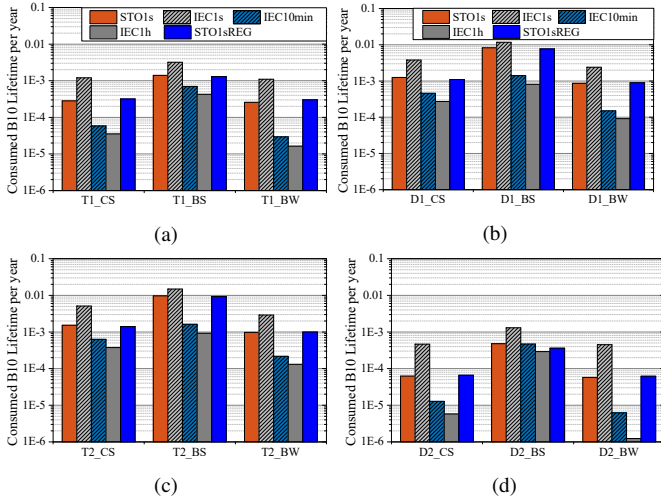 STO1s IEC1s IEC10min
IEC1h STO1sREG
Consumed B10 Lifetime per year
0.1
0.01
1E-3
1E-4
1E-5
1E-6
T1_CS T1_BS T1_BW
(a)
STO1s IEC1s IEC10min
IEC1h STO1sREG
Consumed B10 Lifetime per year
0.1
0.01
1E-3
1E-4
1E-5
1E-6
D1_CS D1_BS D1_BW
(b)
Consumed B10 Lifetime per year
0.1
0.01
1E-3
1E-4
1E-5
1E-6
T2_CS T2_BS T2_BW
(c)
Consumed B10 Lifetime per year
0.1
0.01
1E-3
1E-4
1E-5
1E-6
D2_CS D2_BS D2_BW
(d)